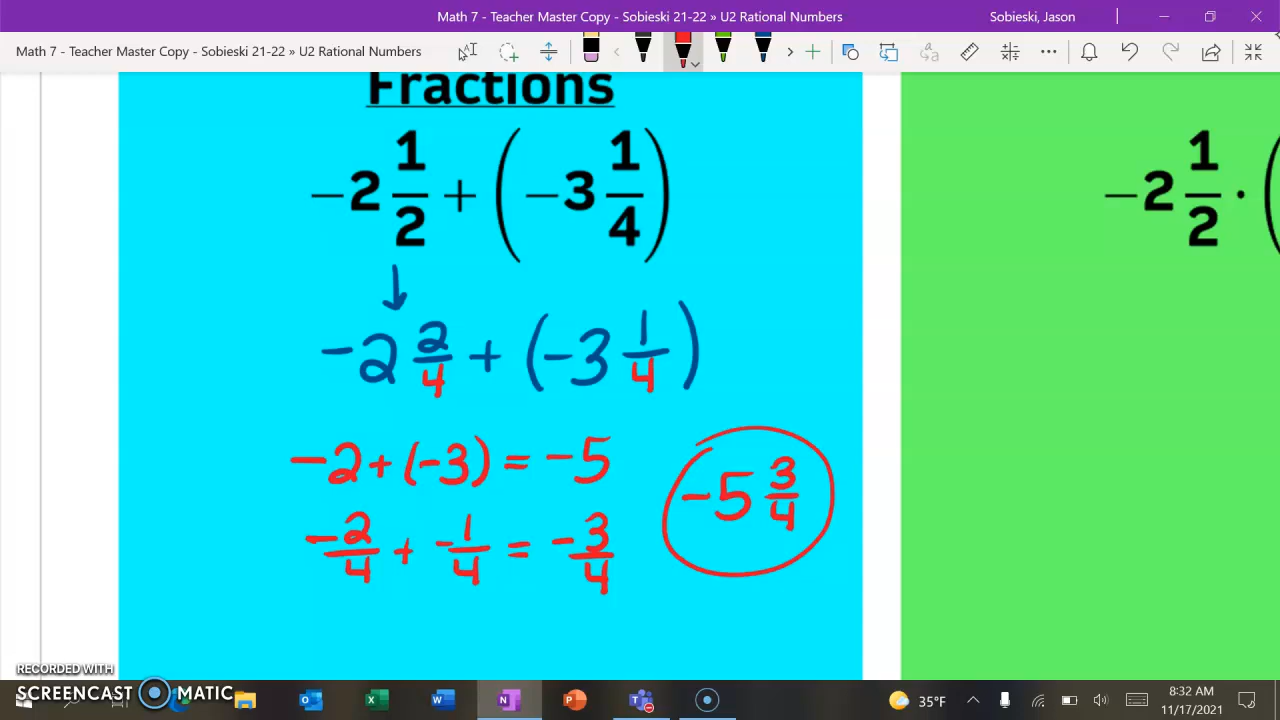 Math 7 - Teacher Master Copy - Sobieski 21-22 » U2 Rational Numbers
Sobieski, Jason
Math 7 - Teacher Master Copy - Sobieski 21-22 » U2 Rational Numbers
Fractions
−2 1/2 + (−3 1/4)
−2 1/2 · (
-2 2/4 + (-3 1/4)
-2 + (-3) = -5
-2/4 + -1/4 = -3/4
-5 3/4
RECORDED WITH
SCREENCAST MATIC
35°F
8:32 AM
11/17/2021